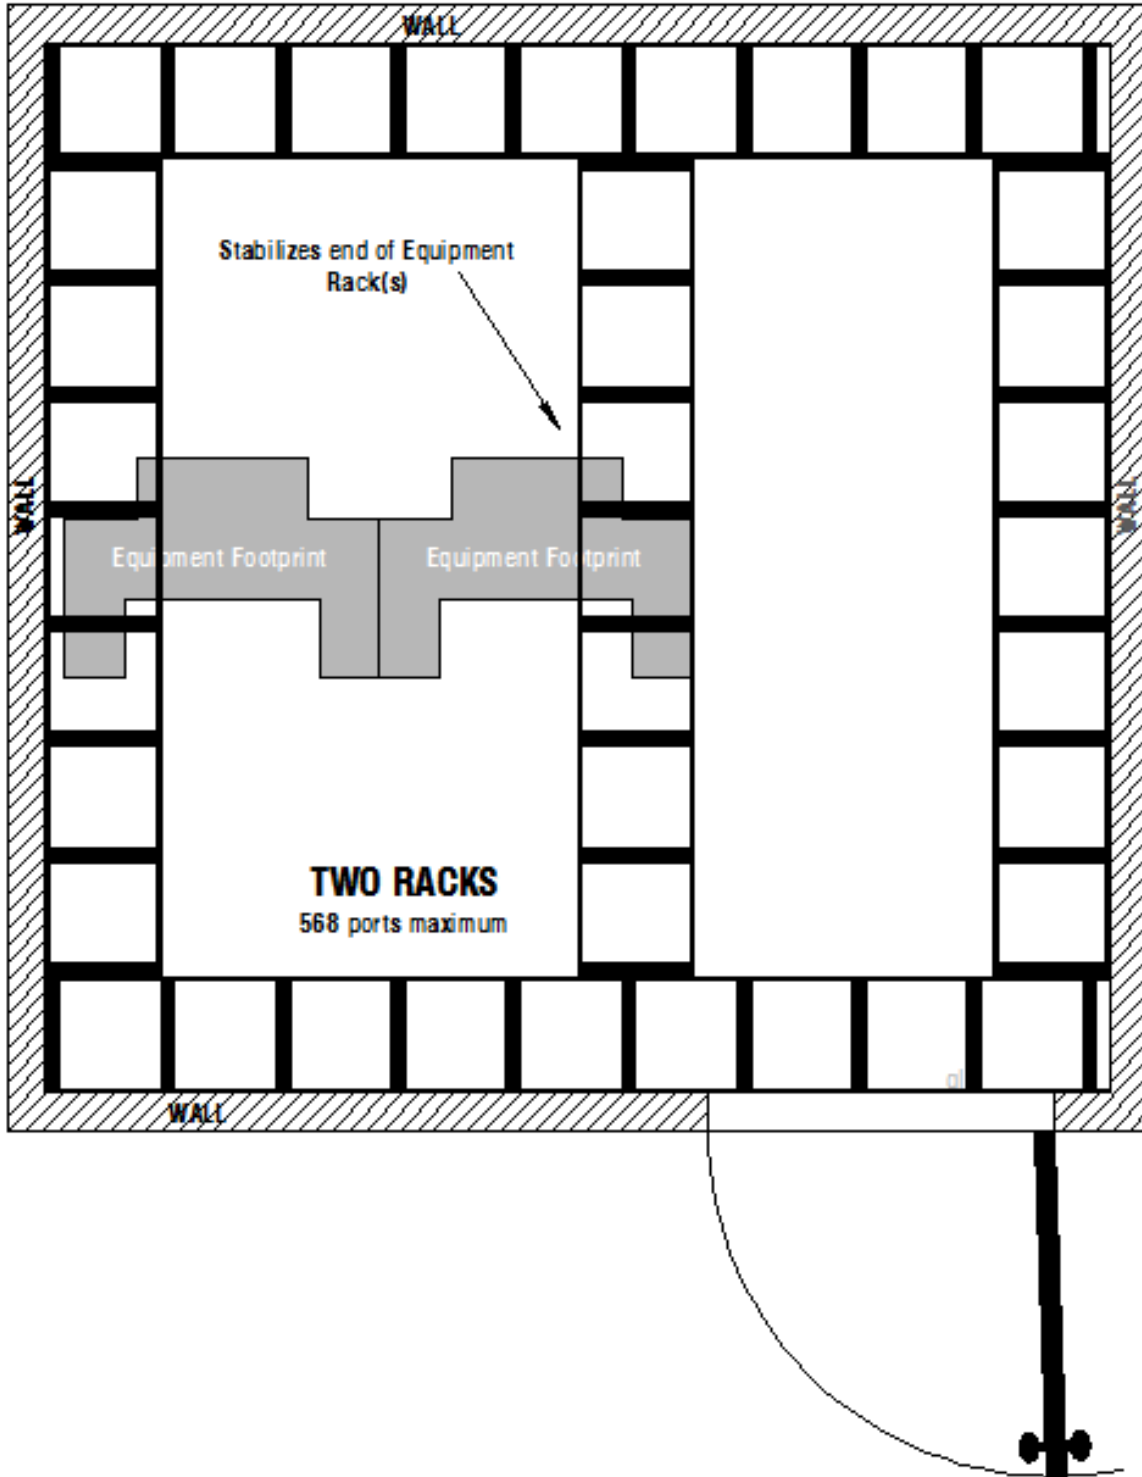 WALL
Stabilizes end of Equipment
Rack(s)
WALL
WALL
Equipment Footprint
Equipment Footprint
TWO RACKS
568 ports maximum
WALL